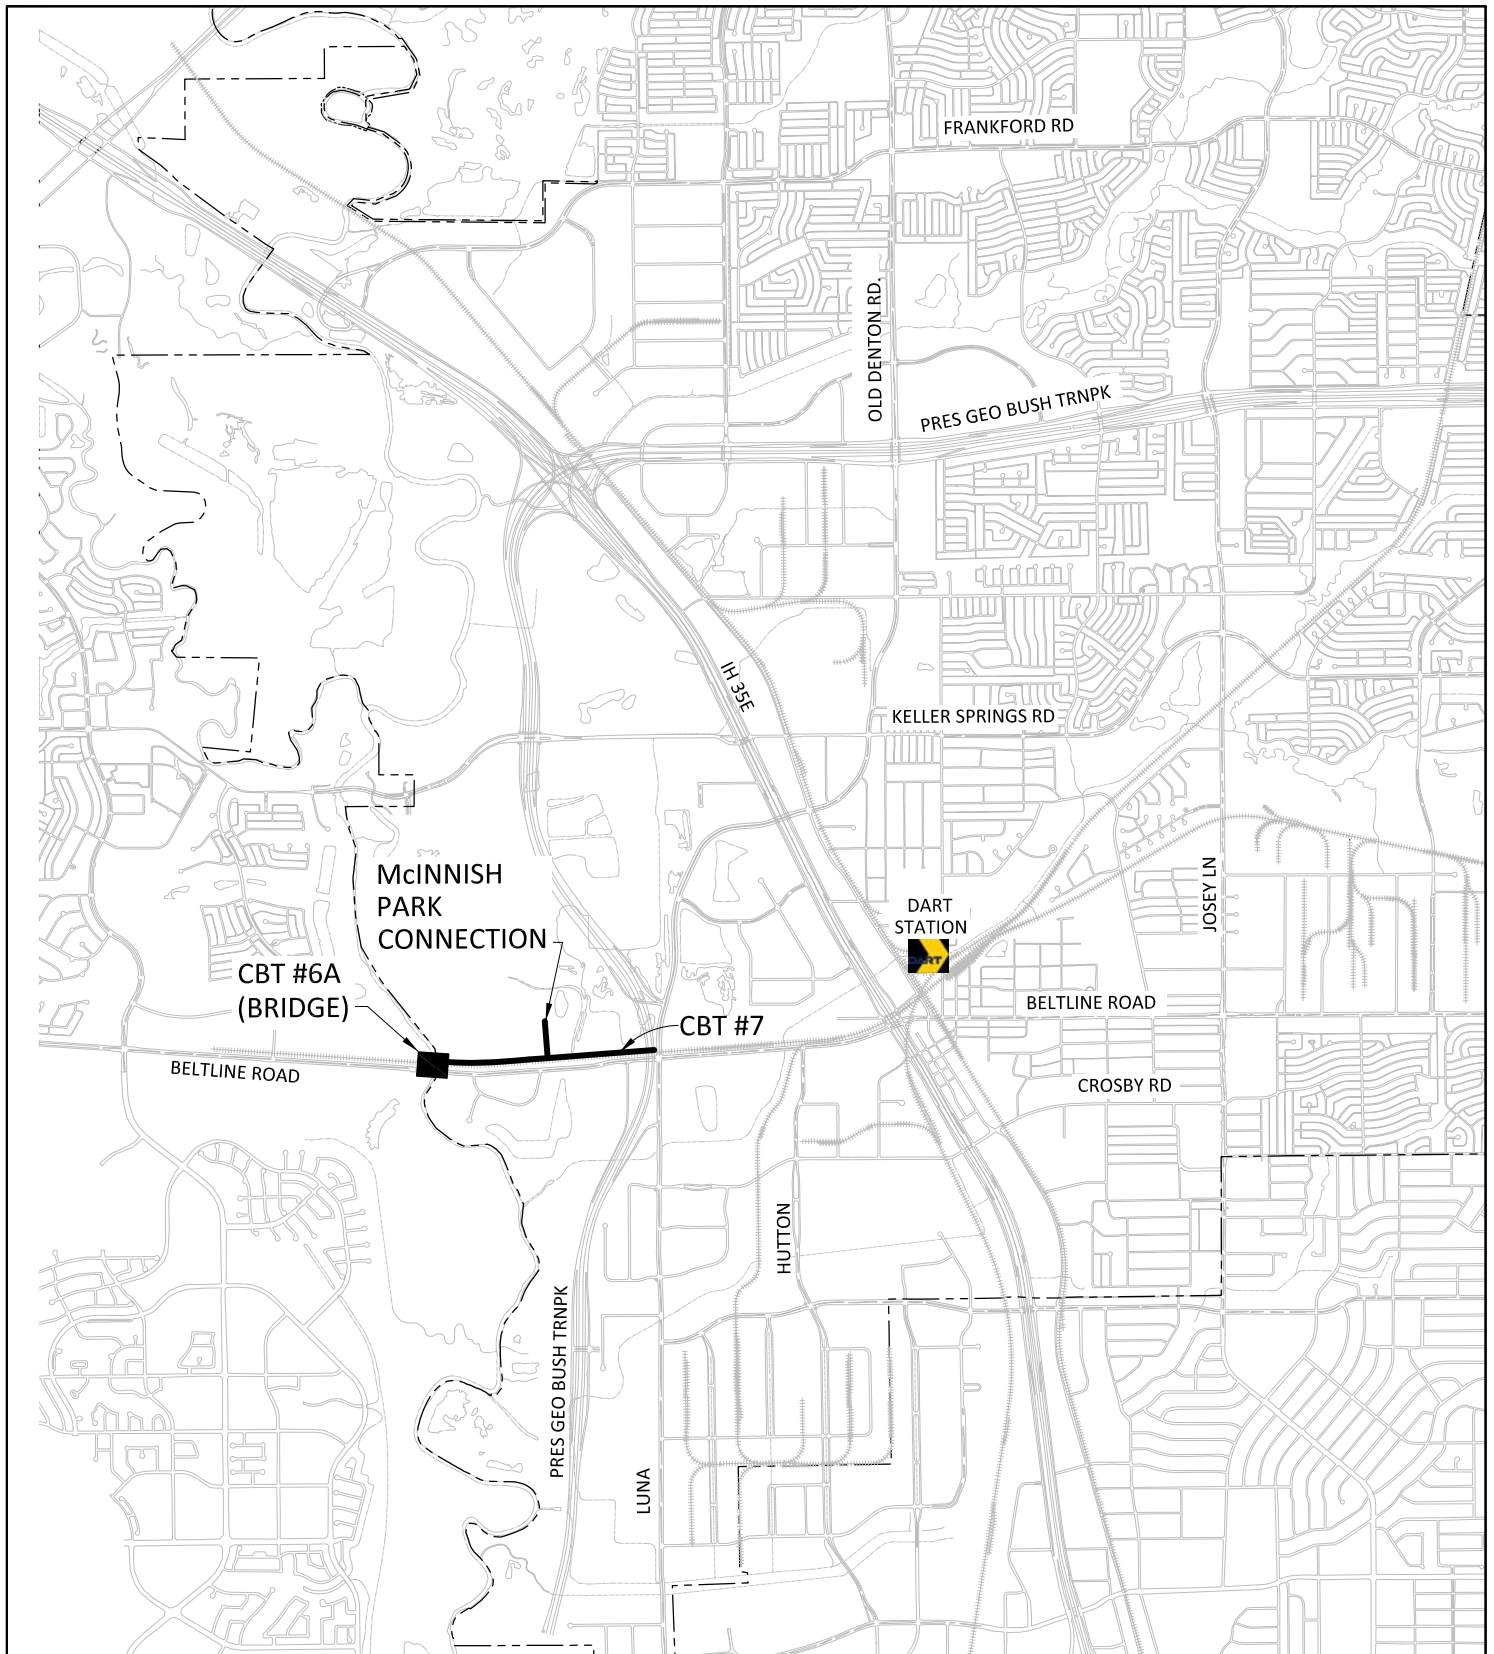 FRANKFORD RD
OLD DENTON RD.
PRES GEO BUSH TRNPK
IH 35E
KELLER SPRINGS RD
McINNISH
PARK
CONNECTION
JOSEY LN
DART
STATION
DART
CBT #6A
(BRIDGE)
BELTLINE ROAD
CBT #7
BELTLINE ROAD
CROSBY RD
HUTTON
PRES GEO BUSH TRNPK
LUNA